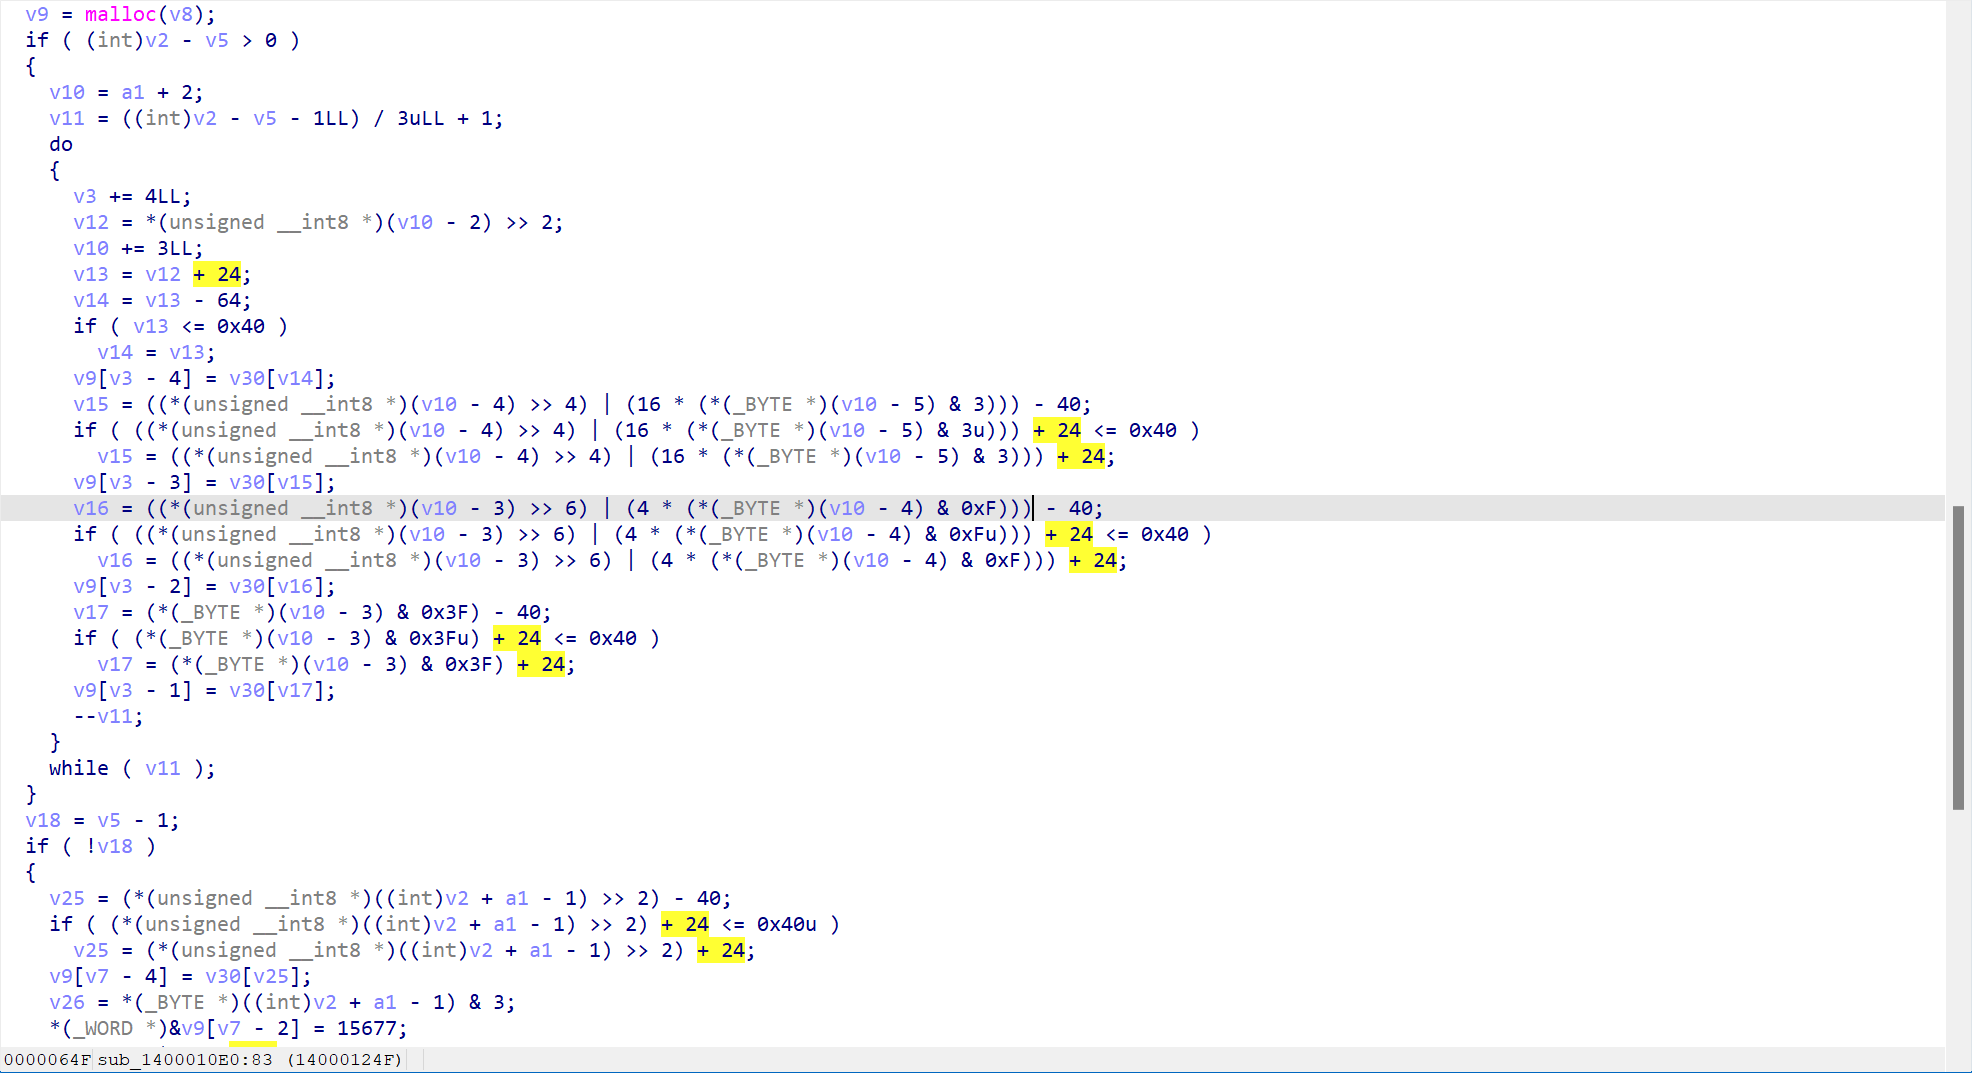 v9 = malloc(v8);
if ( (int)v2 - v5 > 0 )
{
v10 = a1 + 2;
v11 = ((int)v2 - v5 - 1LL) / 3uLL + 1;
do
{
v3 += 4LL;
v12 = *(unsigned __int8 *)(v10 - 2) >> 2;
v10 += 3LL;
v13 = v12 + 24;
v14 = v13 - 64;
if ( v13 <= 0x40 )
v14 = v13;
v9[v3 - 4] = v30[v14];
v15 = ((*(unsigned __int8 *)(v10 - 4) >> 4) | (16 * (*(_BYTE *)(v10 - 5) & 3))) - 40;
if ( ((*(unsigned __int8 *)(v10 - 4) >> 4) | (16 * (*(_BYTE *)(v10 - 5) & 3u))) + 24 <= 0x40 )
v15 = ((*(unsigned __int8 *)(v10 - 4) >> 4) | (16 * (*(_BYTE *)(v10 - 5) & 3))) + 24;
v9[v3 - 3] = v30[v15];
v16 = ((*(unsigned __int8 *)(v10 - 3) >> 6) | (4 * (*(_BYTE *)(v10 - 4) & 0xF))) - 40;
if ( ((*(unsigned __int8 *)(v10 - 3) >> 6) | (4 * (*(_BYTE *)(v10 - 4) & 0xFu))) + 24 <= 0x40 )
v16 = ((*(unsigned __int8 *)(v10 - 3) >> 6) | (4 * (*(_BYTE *)(v10 - 4) & 0xF))) + 24;
v9[v3 - 2] = v30[v16];
v17 = (*(_BYTE *)(v10 - 3) & 0x3F) - 40;
if ( (*(_BYTE *)(v10 - 3) & 0x3Fu) + 24 <= 0x40 )
v17 = (*(_BYTE *)(v10 - 3) & 0x3F) + 24;
v9[v3 - 1] = v30[v17];
--v11;
}
while ( v11 );
}
v18 = v5 - 1;
if ( !v18 )
{
v25 = (*(unsigned __int8 *)((int)v2 + a1 - 1) >> 2) - 40;
if ( (*(unsigned __int8 *)((int)v2 + a1 - 1) >> 2) + 24 <= 0x40u )
v25 = (*(unsigned __int8 *)((int)v2 + a1 - 1) >> 2) + 24;
v9[v7 - 4] = v30[v25];
v26 = *(_BYTE *)((int)v2 + a1 - 1) & 3;
*(_WORD *)&v9[v7 - 2] = 15677;
0000064F sub_1400010E0:83 (14000124F)